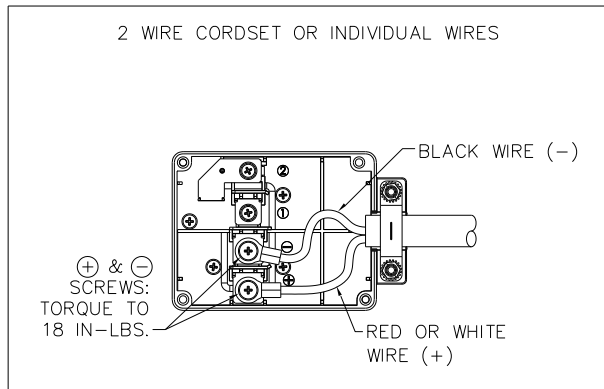 2 WIRE CORDSET OR INDIVIDUAL WIRES
BLACK WIRE (−)
②
①
⊖
⊕
⊕ & ⊖
SCREWS:
TORQUE TO
18 IN−LBS.
RED OR WHITE
WIRE (+)